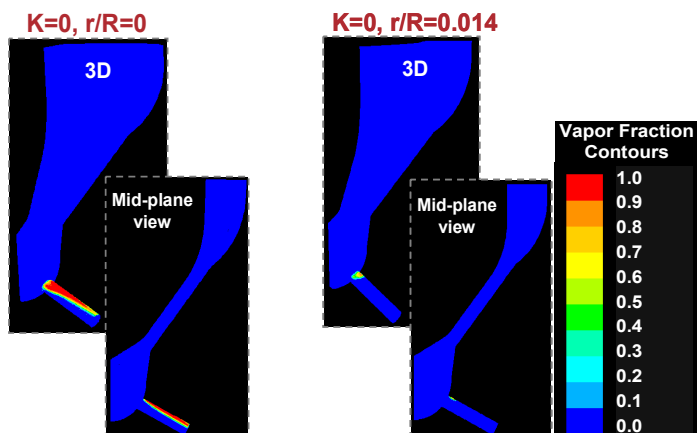 K=0, r/R=0
K=0, r/R=0.014
3D
Mid-plane
view
3D
Mid-plane
view
Vapor Fraction
Contours
1.0
0.9
0.8
0.7
0.6
0.5
0.4
0.3
0.2
0.1
0.0